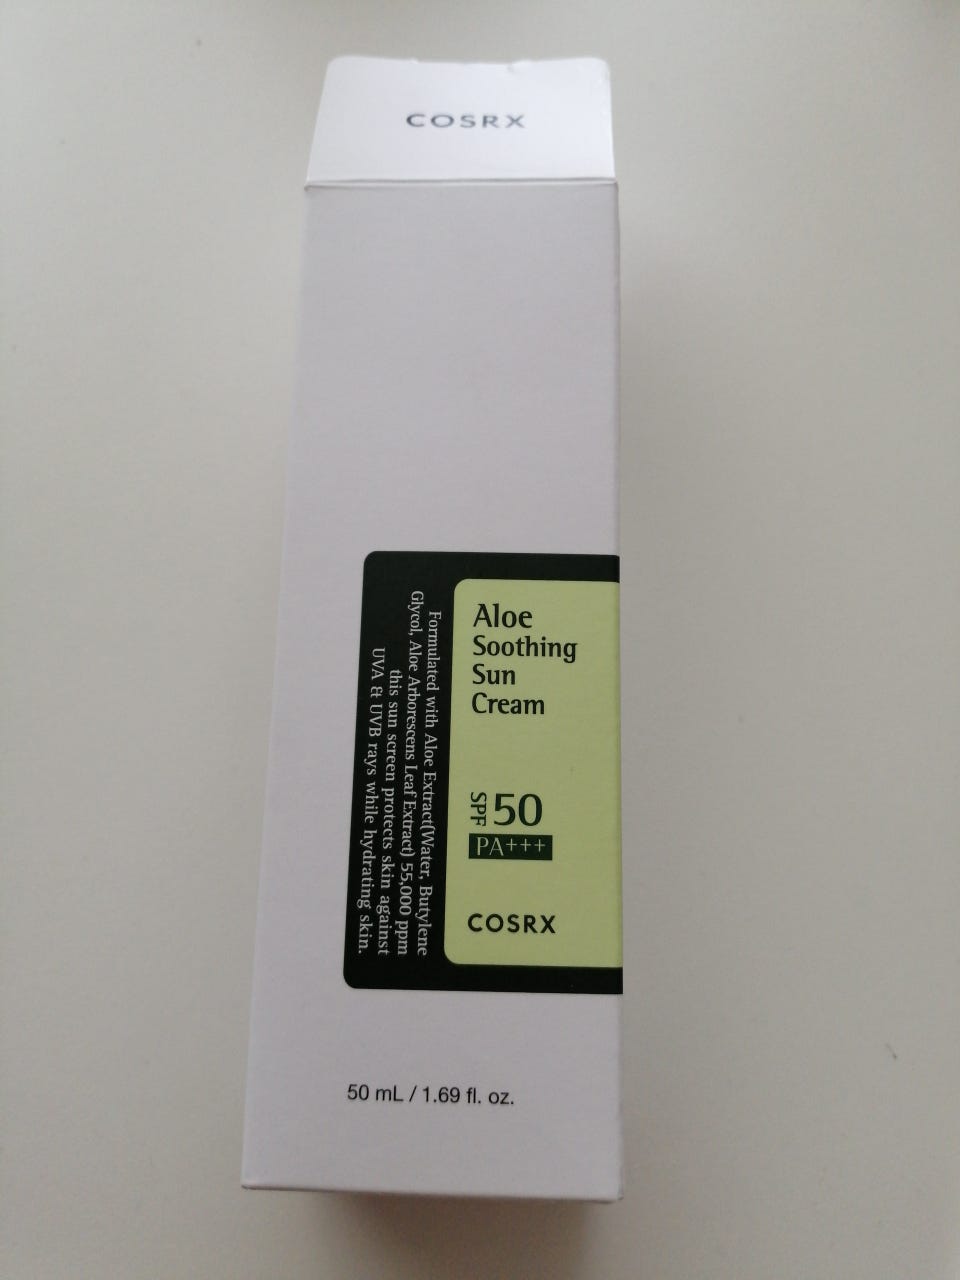 COSRX
Aloe
Soothing
Sun
Cream
SPF 50
PA+++
COSRX
Formulated with Aloe Extract(Water, Butylene
Glycol, Aloe Arborescens Leaf Extract) 55,000 ppm
this sun screen protects skin against
UVA & UVB rays while hydrating skin.
50 mL / 1.69 fl. oz.